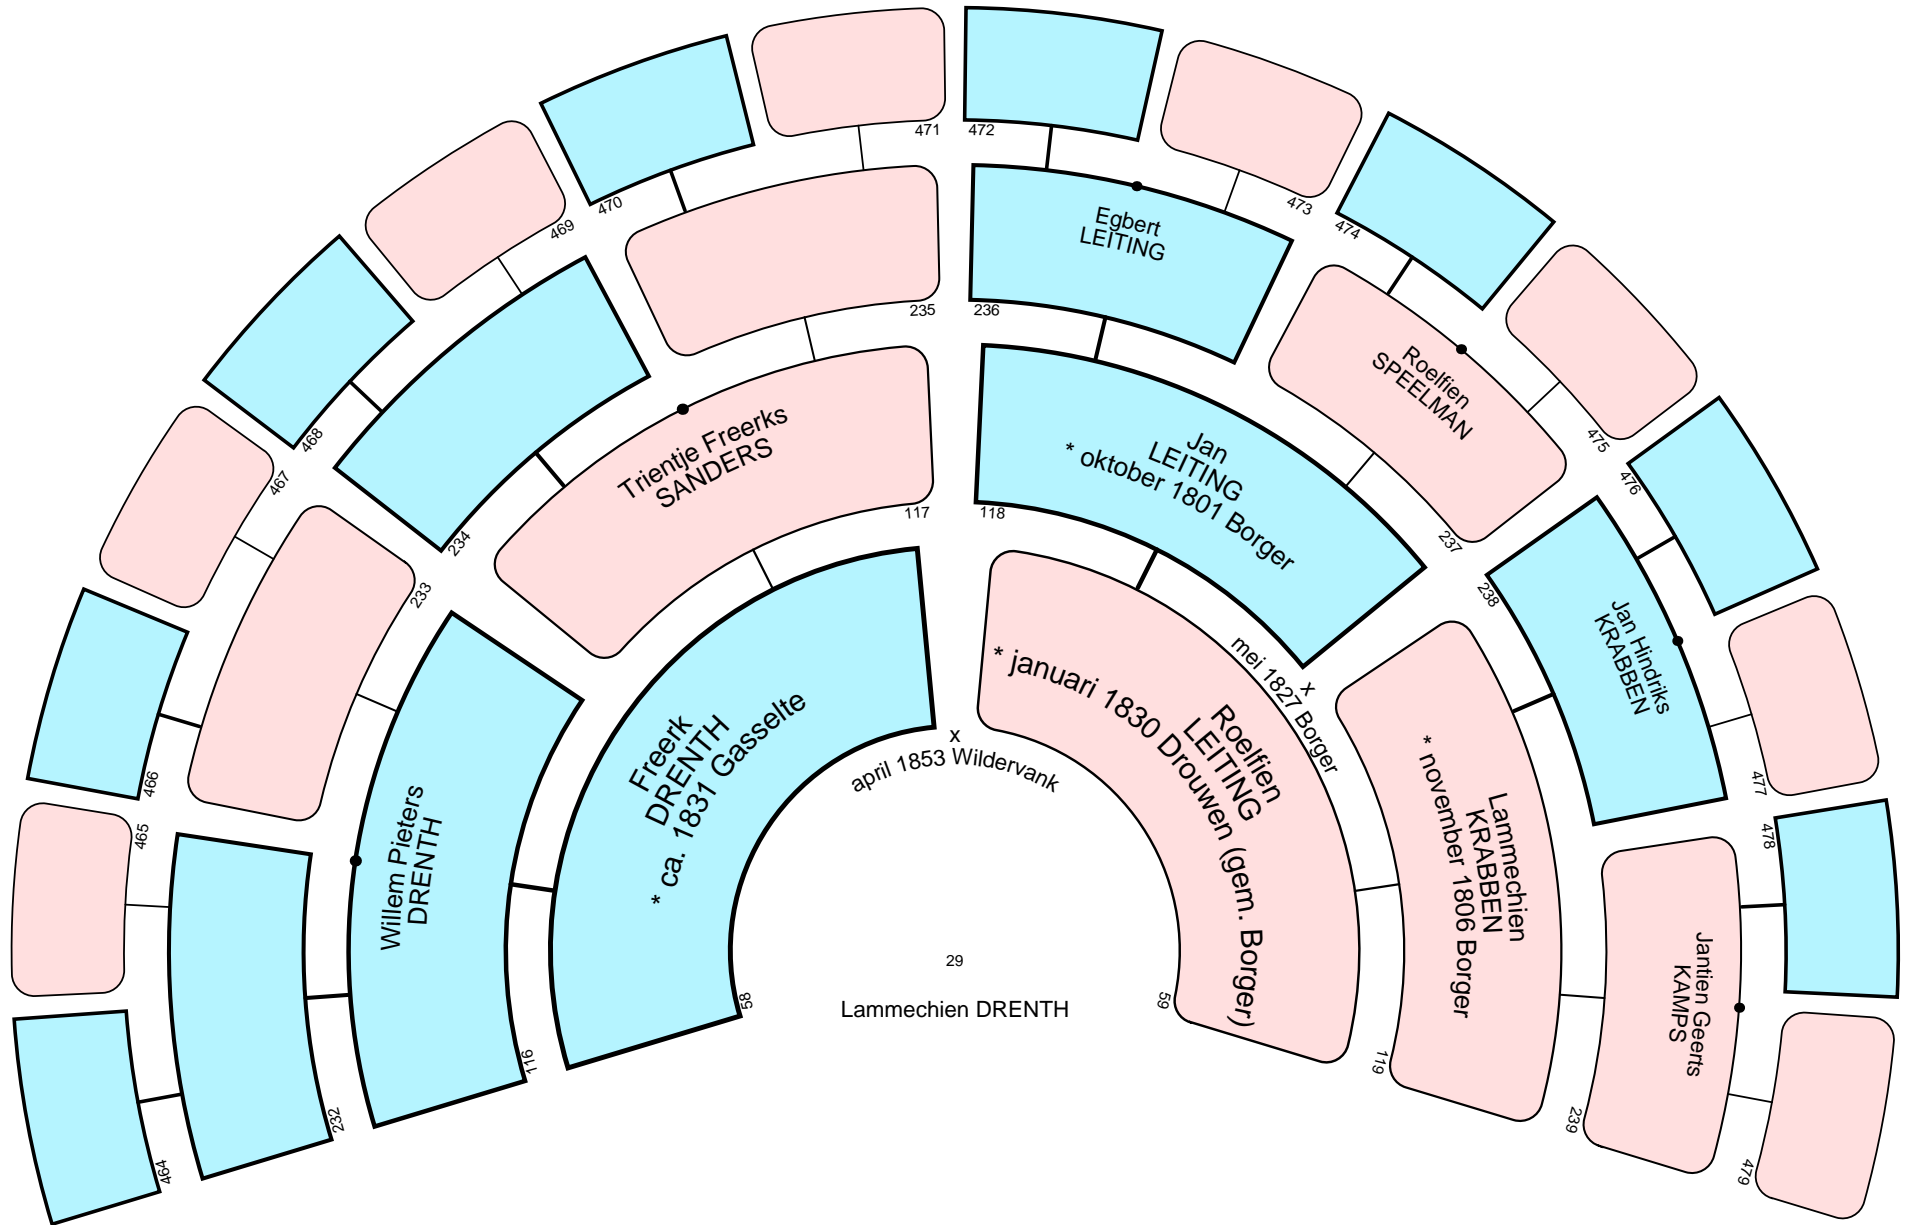 471
472
469
470
473
474
Egbert
LEITING
235
236
Roelfien
SPEELMAN
475
476
467
468
Trientje Freerks
SANDERS
117
118
Jan
LEITING
* oktober 1801 Borger
237
238
233
234
Jan Hindriks
KRABBEN
465
466
477
478
Willem Pieters
DRENTH
Freerk
DRENTH
* ca. 1831 Gasselte
x
april 1853 Wildervank
Roelfien
LEITING
* januari 1830 Drouwen (gem. Borger)
x
mei 1827 Borger
Lammechien
KRABBEN
* november 1806 Borger
Jantien Geerts
KAMPS
29
Lammechien DRENTH
58
59
116
119
232
239
464
479